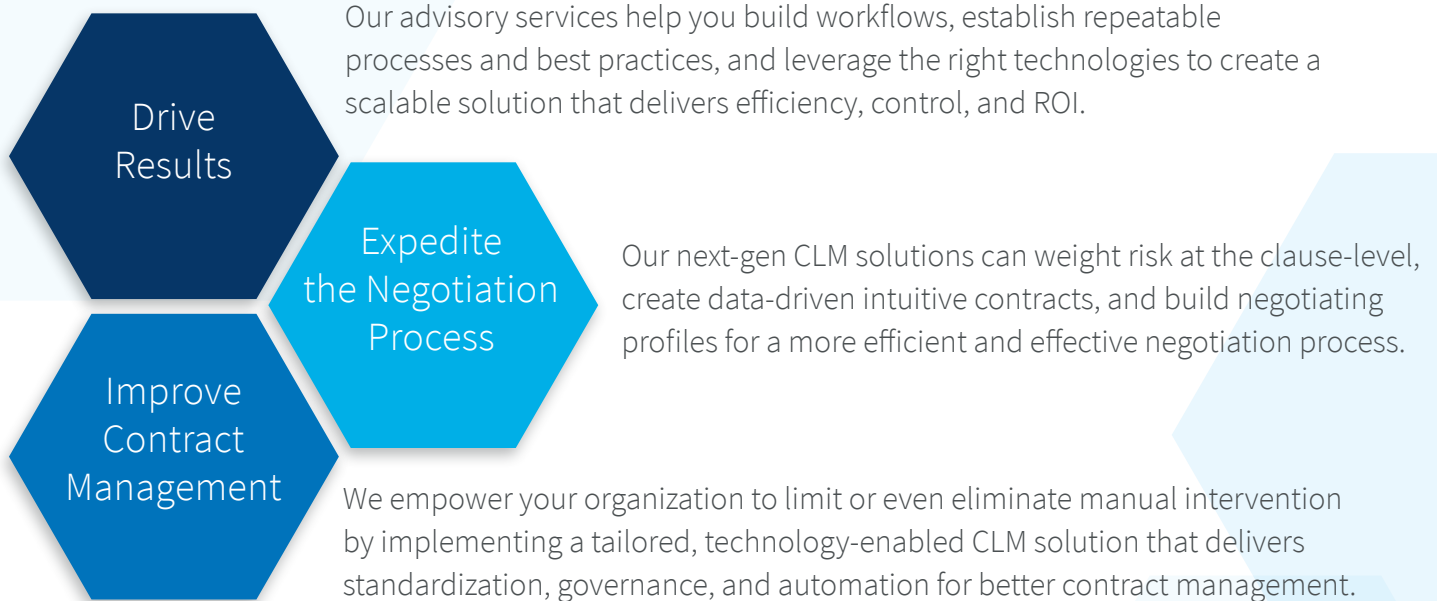 Drive
Results
Our advisory services help you build workflows, establish repeatable
processes and best practices, and leverage the right technologies to create a
scalable solution that delivers efficiency, control, and ROI.
Expedite
the Negotiation
Process
Our next-gen CLM solutions can weight risk at the clause-level,
create data-driven intuitive contracts, and build negotiating
profiles for a more efficient and effective negotiation process.
Improve
Contract
Management
We empower your organization to limit or even eliminate manual intervention
by implementing a tailored, technology-enabled CLM solution that delivers
standardization, governance, and automation for better contract management.